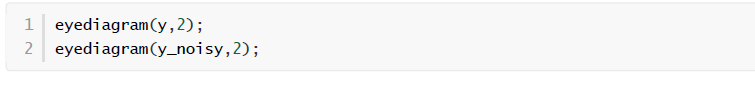 1 eyediagram(y,2);
2 eyediagram(y_noisy,2);